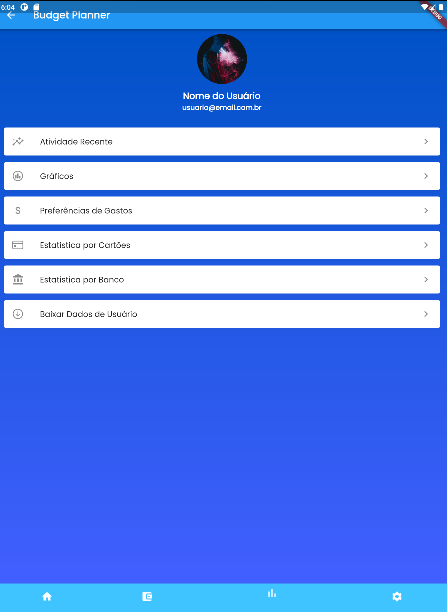 6:04
Budget Planner
Nome do Usuário
usuario@email.com.br
Atividade Recente
Gráficos
Preferências de Gastos
Estatística por Cartões
Estatística por Banco
Baixar Dados de Usuário